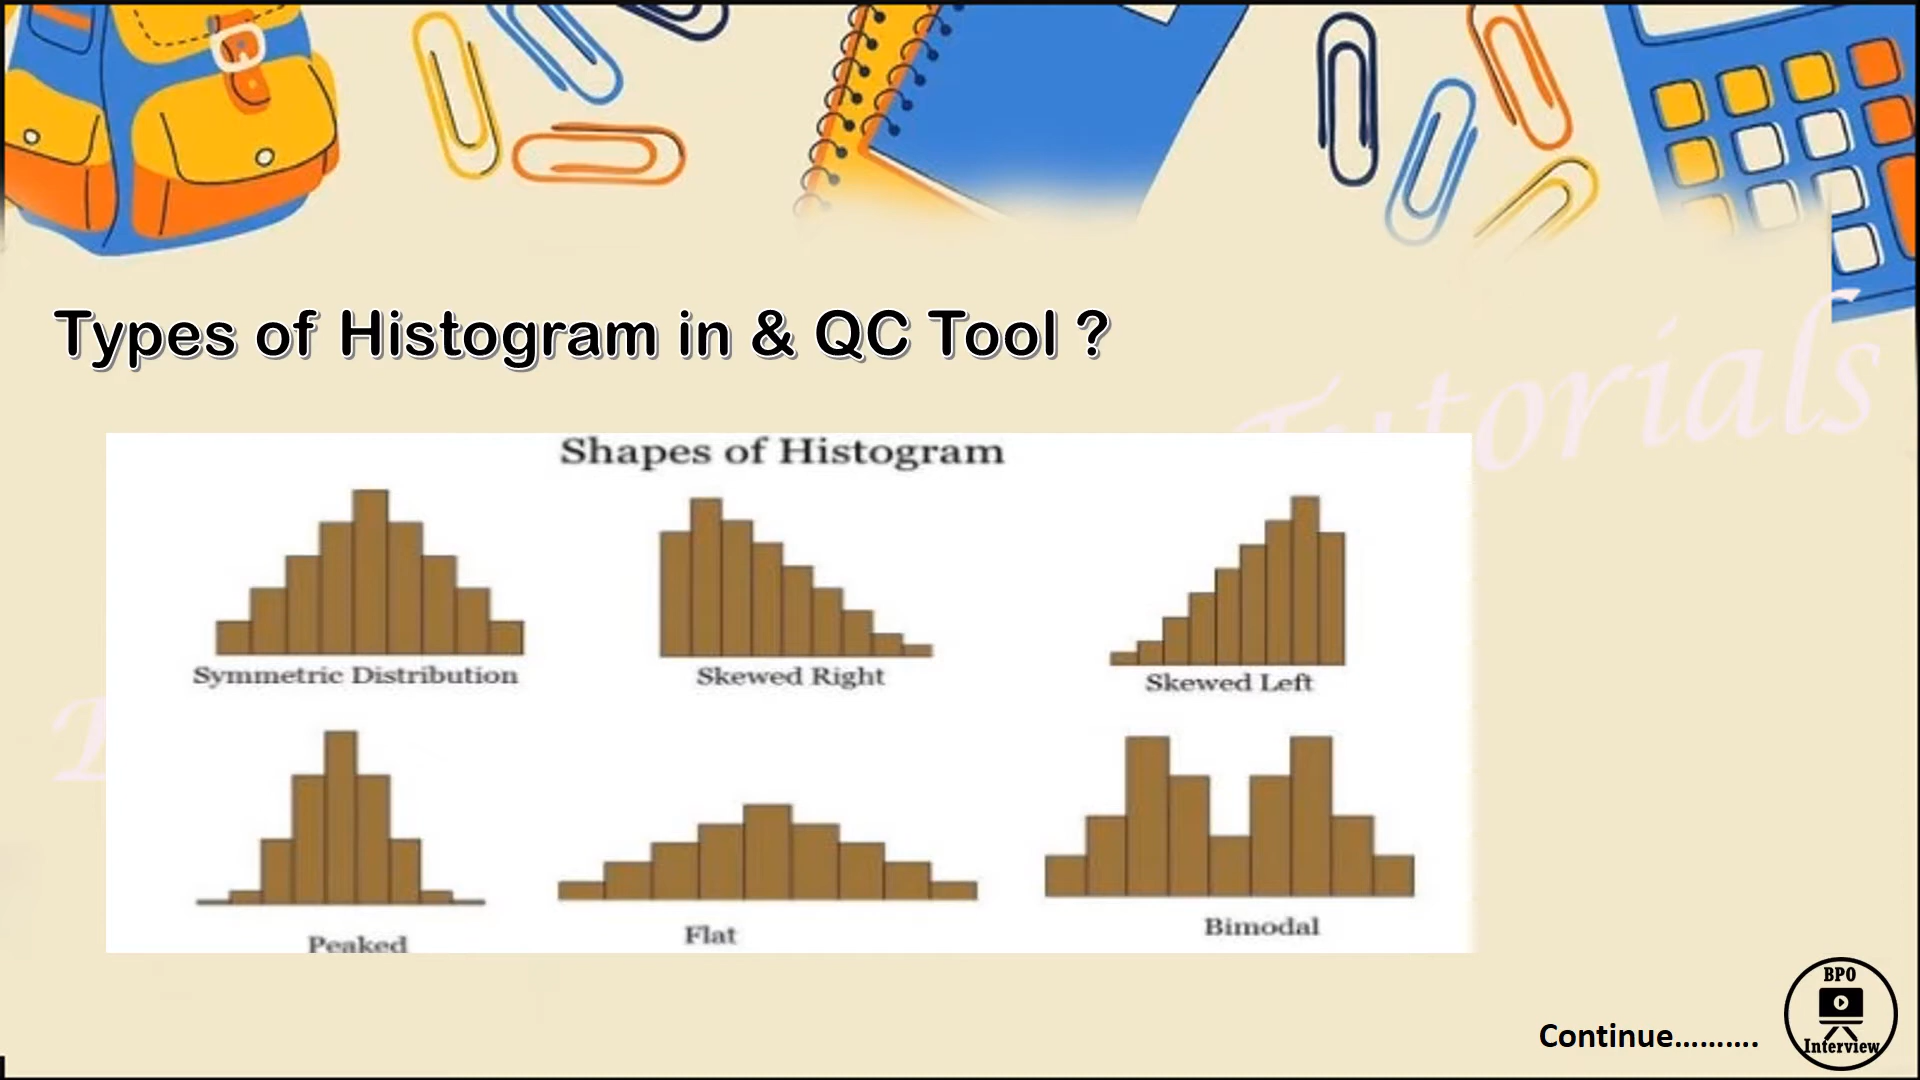 Types of Histogram in & QC Tool ?
Tutorials
Shapes of Histogram
Symmetric Distribution
Skewed Right
Skewed Left
Peaked
Flat
Bimodal
Continue..........
BPO
Interview